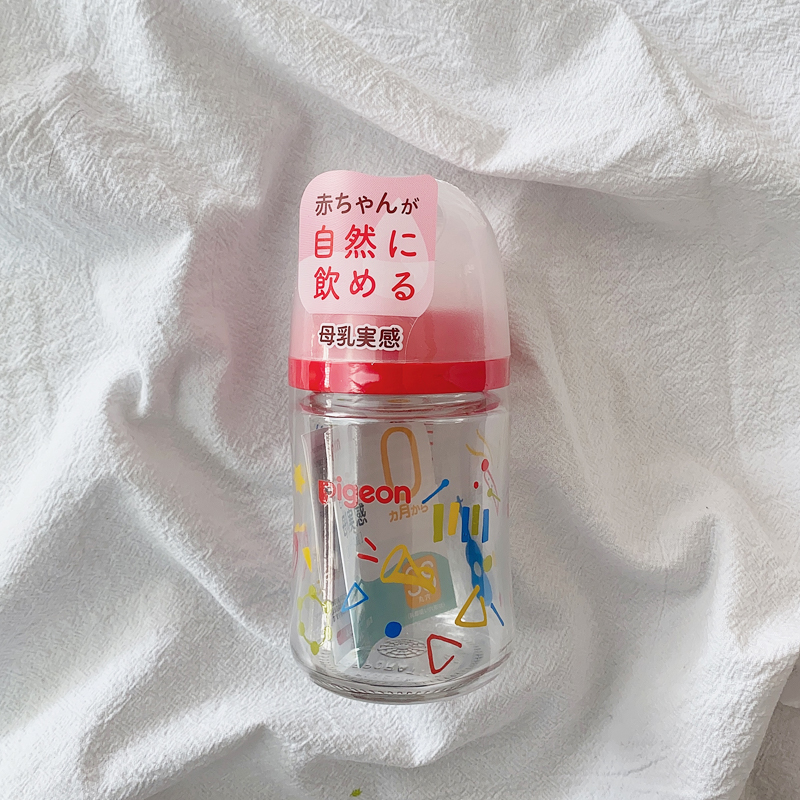 赤ちゃんが
自然に
飲める
母乳実感
pigeon
0
カ月から